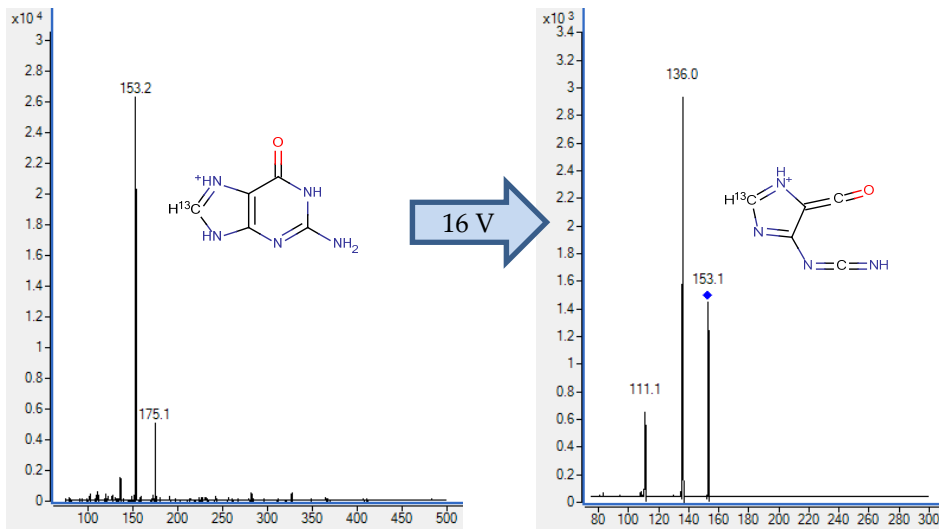 x10 4
3
2.8
2.6
2.4
2.2
2
1.8
1.6
1.4
1.2
1
0.8
0.6
0.4
0.2
0
153.2
175.1
100 150 200 250 300 350 400 450 500
O
+HN
NH
H13C
HN
N
NH2
16 V
x10 3
3.4
3.2
3
2.8
2.6
2.4
2.2
2
1.8
1.6
1.4
1.2
1
0.8
0.6
0.4
0.2
0
136.0
153.1
111.1
80 100 120 140 160 180 200 220 240 260 280 300
H
N+
C
O
H13C
N
N
C
NH